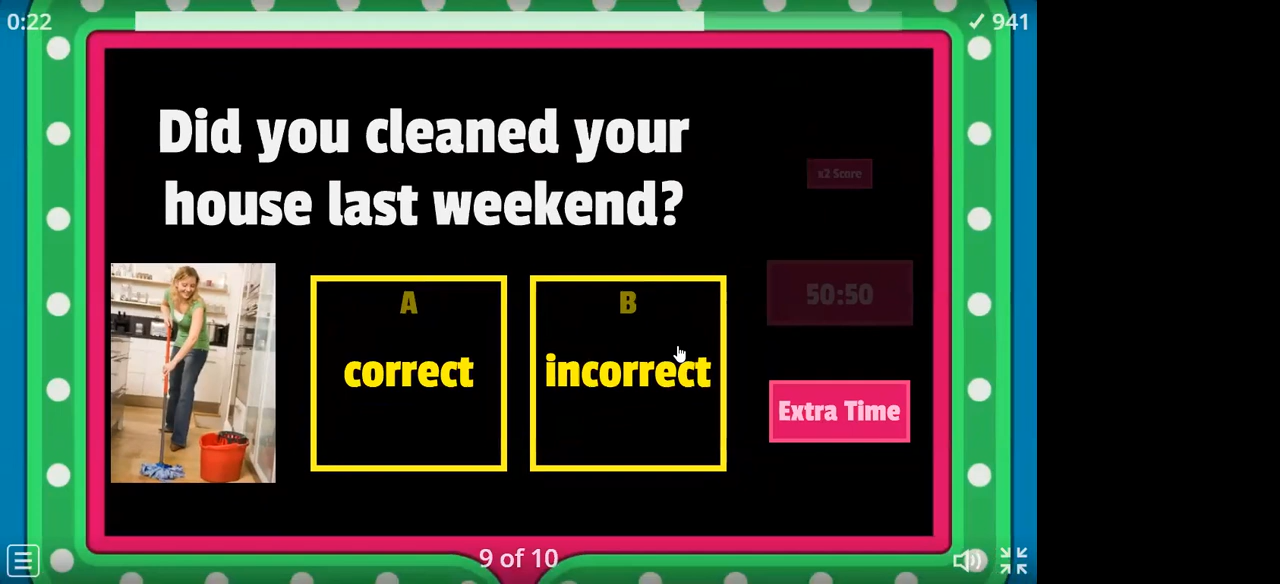 0:22
✓ 941
Did you cleaned your
house last weekend?
x2 Score
A
B
50:50
correct
incorrect
Extra Time
9 of 10